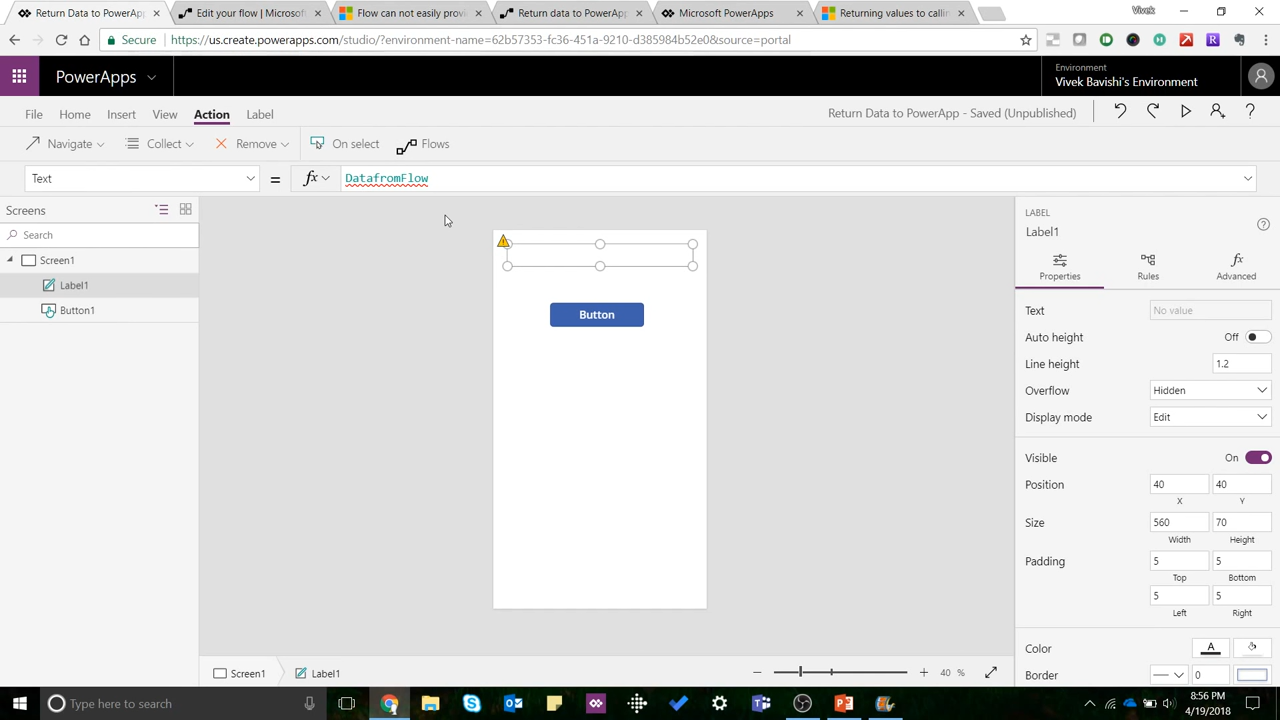 Return Data to PowerApp
Edit your flow | Microsof
Flow can not easily provi
Return data to PowerApp
Microsoft PowerApps
Returning values to callin
Vivek
Secure
https://us.create.powerapps.com/studio/?environment-name=62b57353-fc36-451a-9210-d385984b52e0&source=portal
PowerApps
Environment
Vivek Bavishi's Environment
File
Home
Insert
View
Action
Label
Return Data to PowerApp - Saved (Unpublished)
Navigate
Collect
Remove
On select
Flows
Text
=
fx
DatafromFlow
Screens
Search
Screen1
Label1
Button1
Button
LABEL
Label1
Properties
Rules
Advanced
Text
No value
Auto height
Off
Line height
1.2
Overflow
Hidden
Display mode
Edit
Visible
On
Position
40
40
X
Y
Size
560
70
Width
Height
Padding
5
5
Top
Bottom
5
5
Left
Right
Color
Border
0
Screen1
Label1
40 %
Type here to search
8:56 PM
4/19/2018